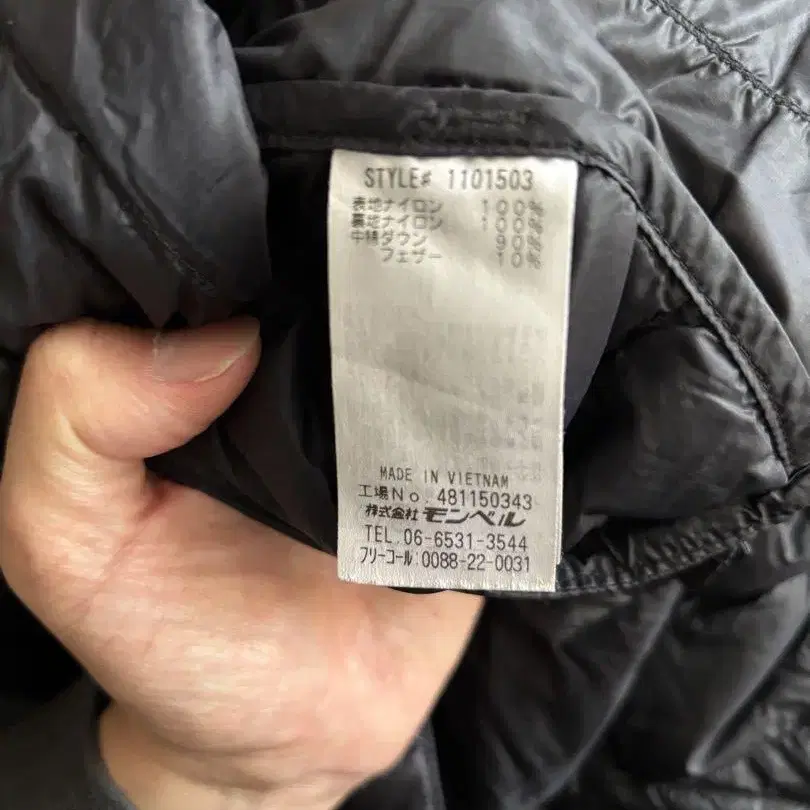 STYLE# 1101503
表地ナイロン 100%
裏地ナイロン 100%
中綿ダウン 90%
フェザー 10%
MADE IN VIETNAM
工場No. 481150343
株式会社 モンベル
TEL. 06-6531-3544
フリーコール:0088-22-0031